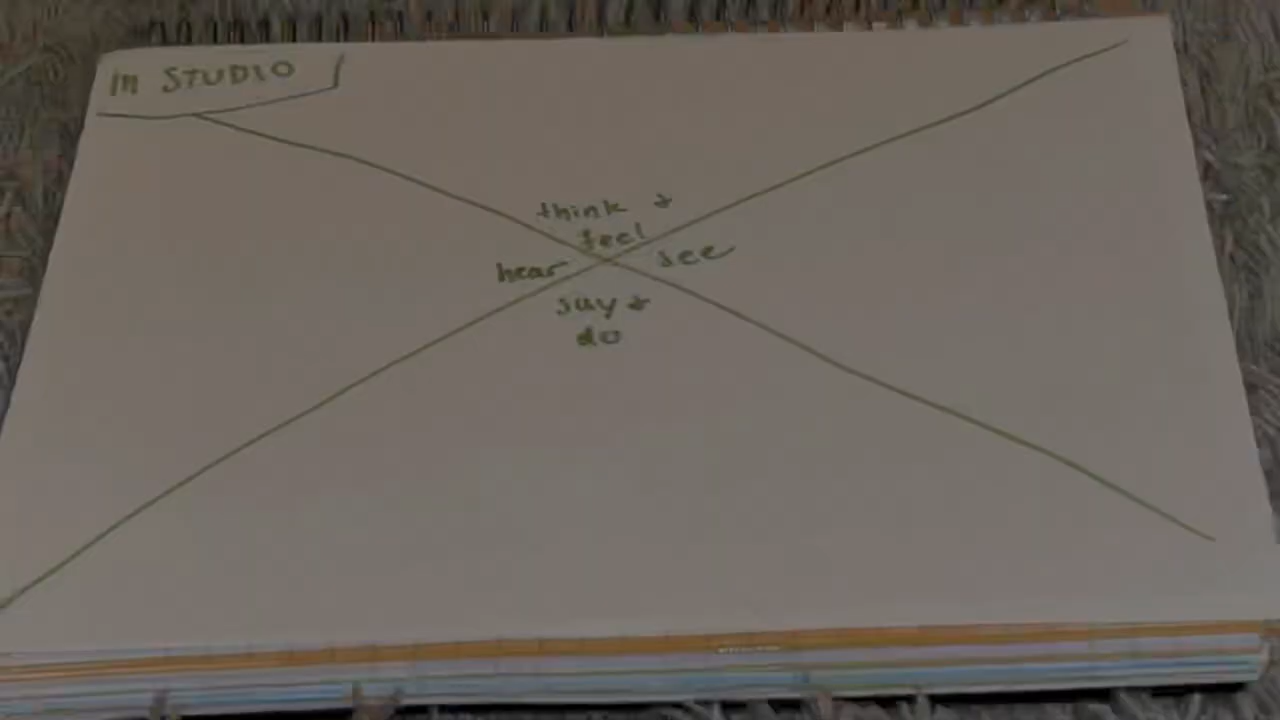 IN STUDIO
think +
feel
hear
see
say +
do